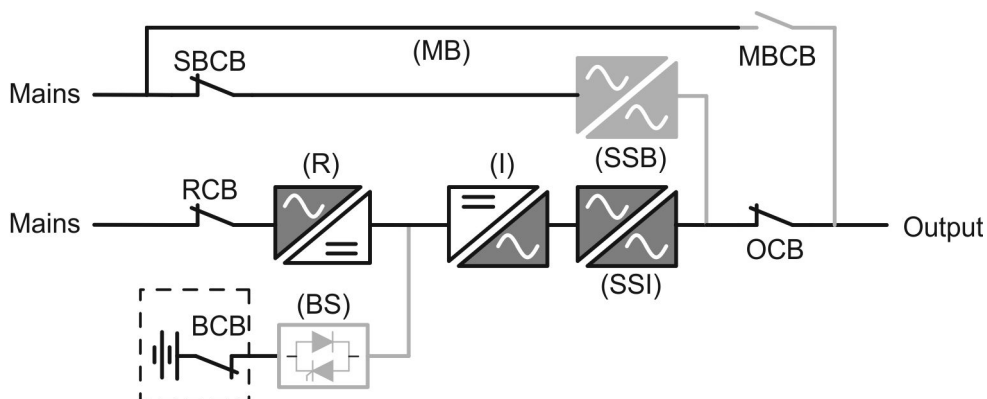 (MB)
MBCB
SBCB
Mains
(SSB)
(R)
(I)
RCB
Mains
Output
OCB
(SSI)
(BS)
BCB